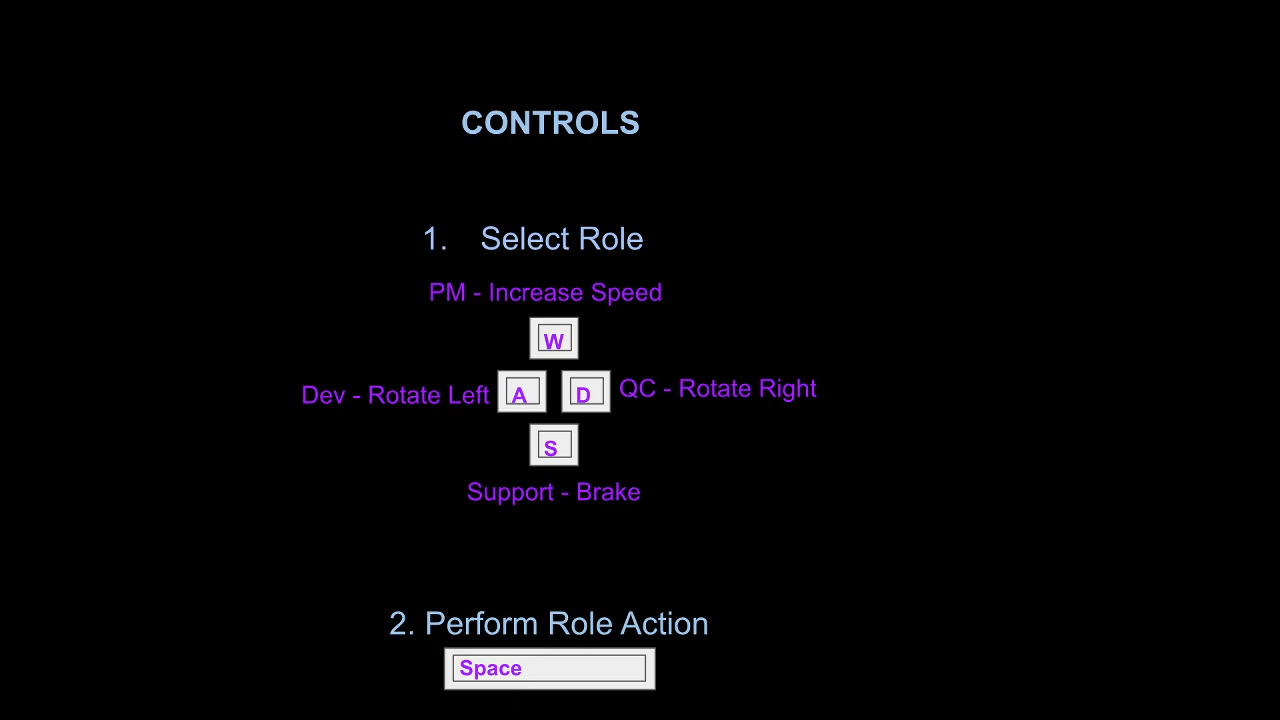 CONTROLS
1. Select Role
PM - Increase Speed
W
Dev - Rotate Left A D QC - Rotate Right
S
Support - Brake
2. Perform Role Action
Space